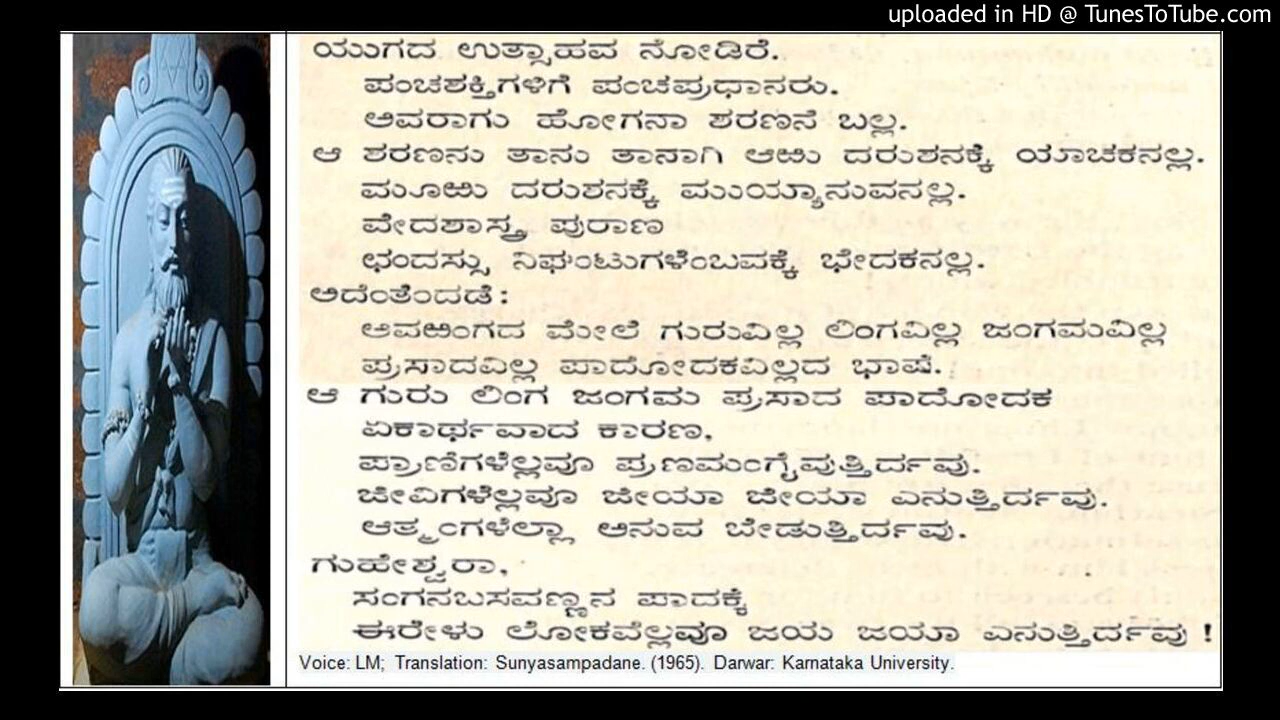 uploaded in HD @ TunesToTube.com
ಯುಗದ ಉತ್ಸಾಹವ ನೋಡಿರೆ.
ಪಂಚಶಕ್ತಿಗಳಿಗೆ ಪಂಚಪ್ರಧಾನರು.
ಅವರಾಗು ಹೋಗನಾ ಶರಣನೆ ಬಲ್ಲ.
ಆ ಶರಣನು ತಾನು ತಾನಾಗಿ ಆಱು ದರುಶನಕ್ಕೆ ಯಾಚಕನಲ್ಲ.
ಮೂಱು ದರುಶನಕ್ಕೆ ಮುಯ್ಯಾನುವನಲ್ಲ.
ವೇದಶಾಸ್ತ್ರ ಪುರಾಣ
ಛಂದಸ್ಸು ನಿಘಂಟುಗಳೆಂಬವಕ್ಕೆ ಭೇದಕನಲ್ಲ.
ಅದೆಂತೆಂದಡೆ:
ಅವಱಂಗದ ಮೇಲೆ ಗುರುವಿಲ್ಲ ಲಿಂಗವಿಲ್ಲ ಜಂಗಮವಿಲ್ಲ
ಪ್ರಸಾದವಿಲ್ಲ ಪಾದೋದಕವಿಲ್ಲದ ಭಾಷೆ.
ಆ ಗುರು ಲಿಂಗ ಜಂಗಮ ಪ್ರಸಾದ ಪಾದೋದಕ
ಏಕಾರ್ಥವಾದ ಕಾರಣ,
ಪ್ರಾಣಿಗಳೆಲ್ಲವೂ ಪ್ರಣಮಂಗೈವುತ್ತಿರ್ದವು.
ಜೀವಿಗಳೆಲ್ಲವೂ ಜೀಯಾ ಜೀಯಾ ಎನುತ್ತಿರ್ದವು.
ಆತ್ಮಂಗಳೆಲ್ಲಾ ಅನುವ ಬೇಡುತ್ತಿರ್ದವು.
ಗುಹೇಶ್ವರಾ,
ಸಂಗನಬಸವಣ್ಣನ ಪಾದಕ್ಕೆ
ಈರೇಳು ಲೋಕವೆಲ್ಲವೂ ಜಯ ಜಯಾ ಎನುತ್ತಿರ್ದವು !
Voice: LM; Translation: Sunyasampadane. (1965). Darwar: Karnataka University.